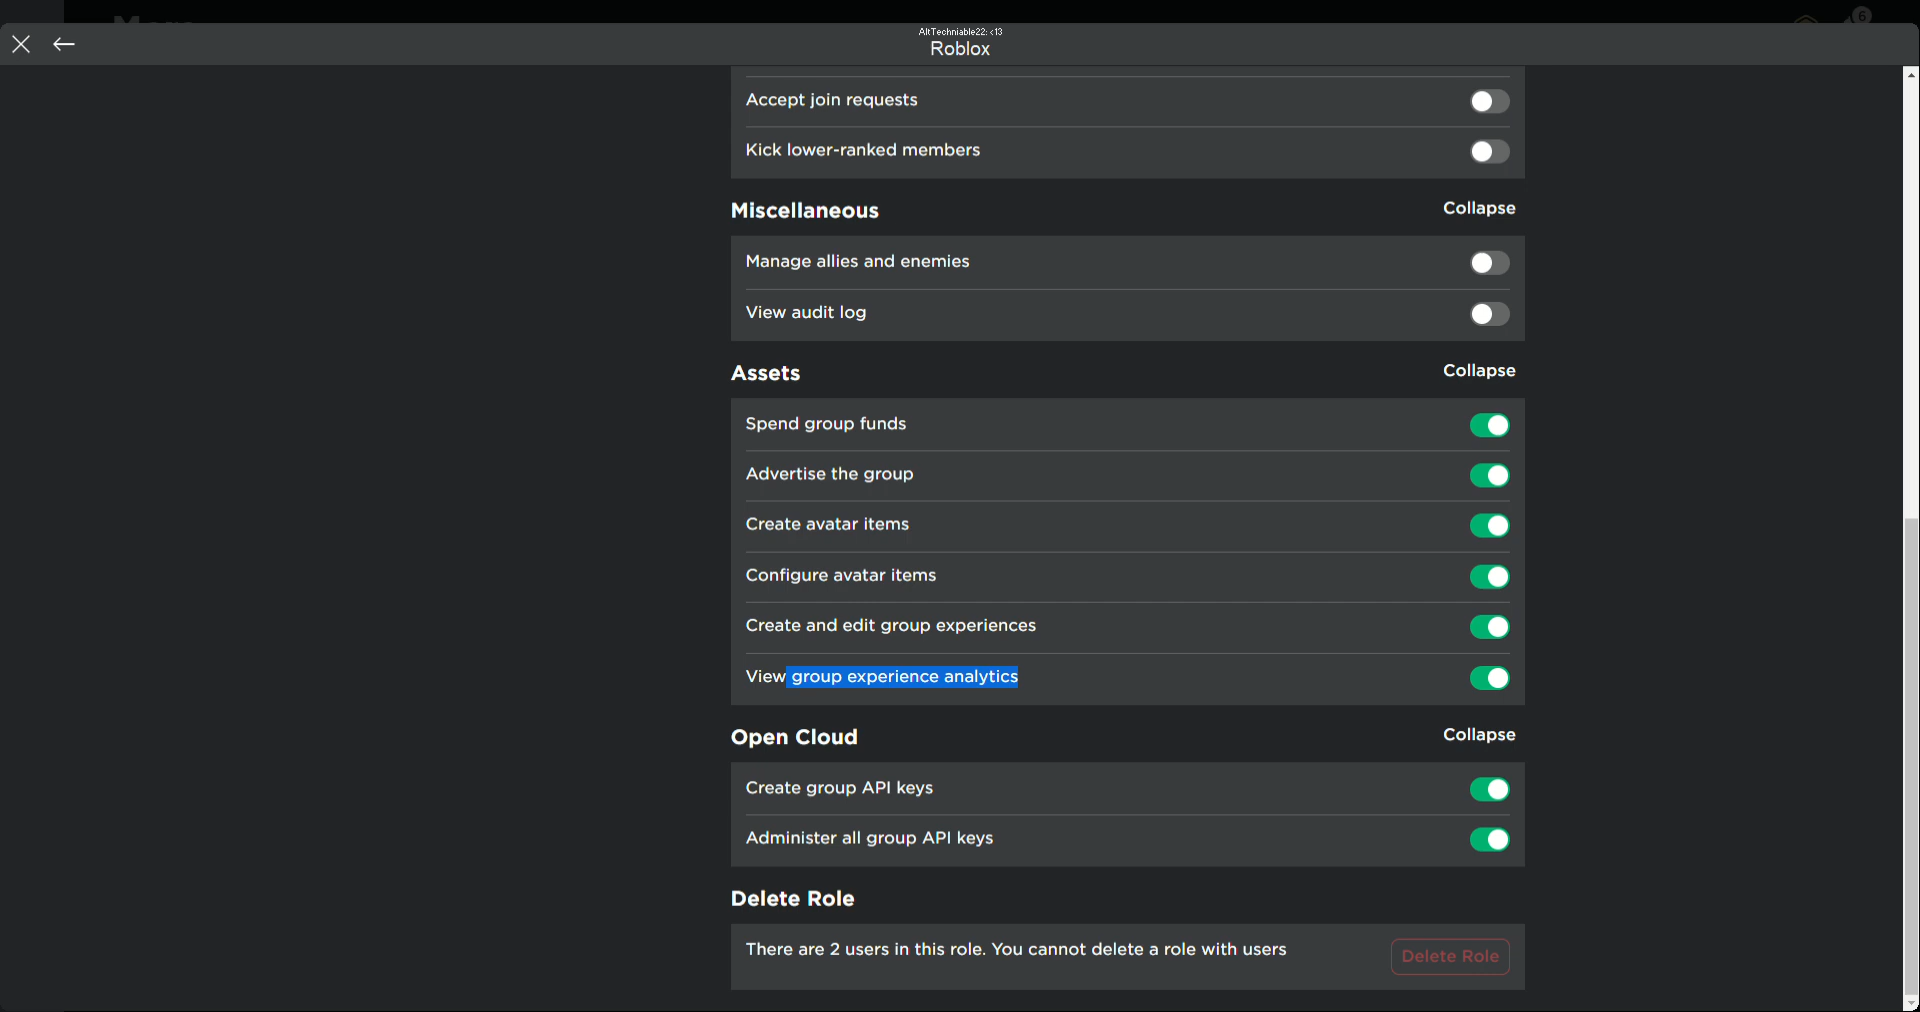 6
AltTechniable22: <13
Roblox
Accept join requests
Kick lower-ranked members
Miscellaneous
Collapse
Manage allies and enemies
View audit log
Assets
Collapse
Spend group funds
Advertise the group
Create avatar items
Configure avatar items
Create and edit group experiences
View group experience analytics
Open Cloud
Collapse
Create group API keys
Administer all group API keys
Delete Role
There are 2 users in this role. You cannot delete a role with users
Delete Role